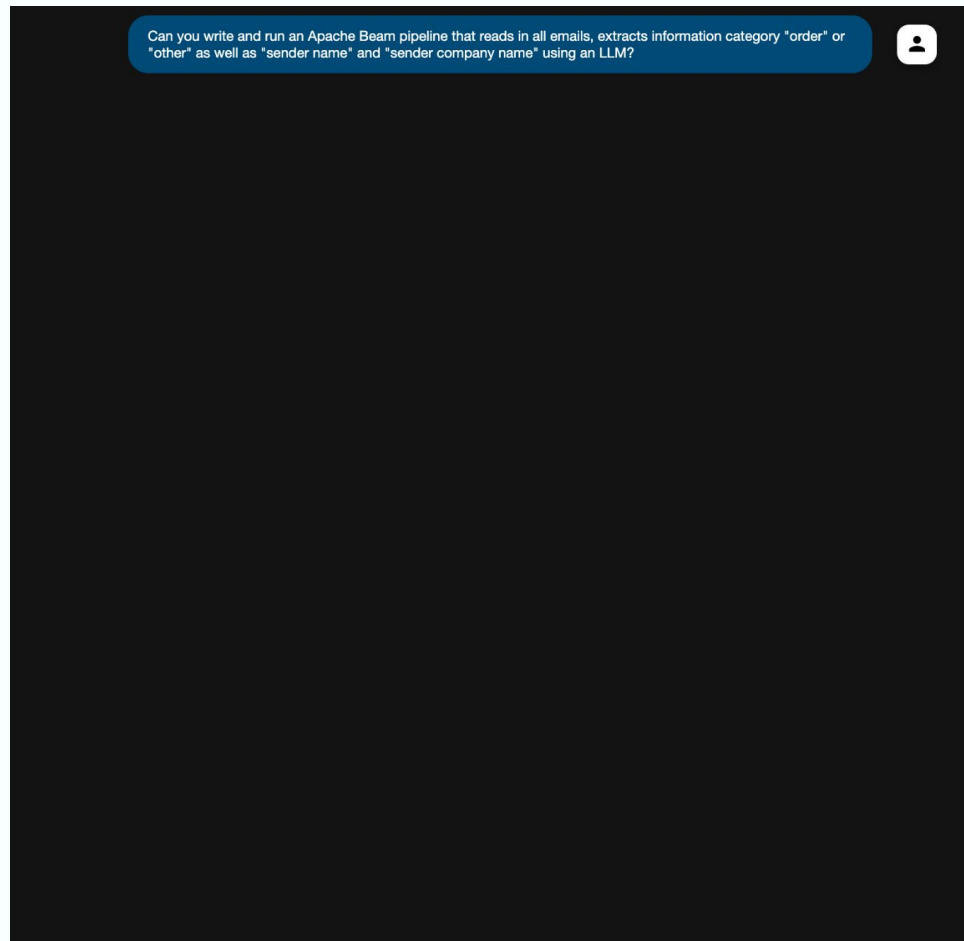 Can you write and run an Apache Beam pipeline that reads in all emails, extracts information category "order" or
"other" as well as "sender name" and "sender company name" using an LLM?